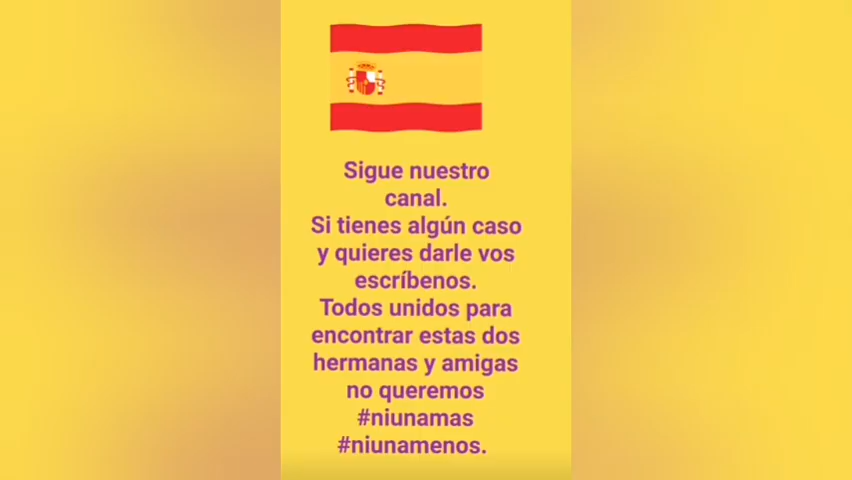 Sigue nuestro
canal.
Si tienes algún caso
y quieres darle vos
escríbenos.
Todos unidos para
encontrar estas dos
hermanas y amigas
no queremos
#niunamas
#niunamenos.